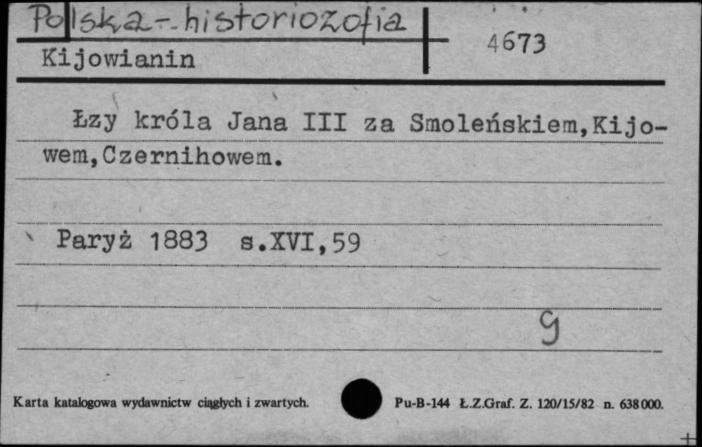 Polska - historiozofia
4673
Kijowianin
Łzy króla Jana III za Smoleńskiem,Kijo-
wem,Czernihowem.
Paryż 1883 s.XVI,59
g
Karta katalogowa wydawnictw ciągłych i zwartych.
Pu-B-144 Ł.Z.Graf. Z. 120/15/82 n. 638000.